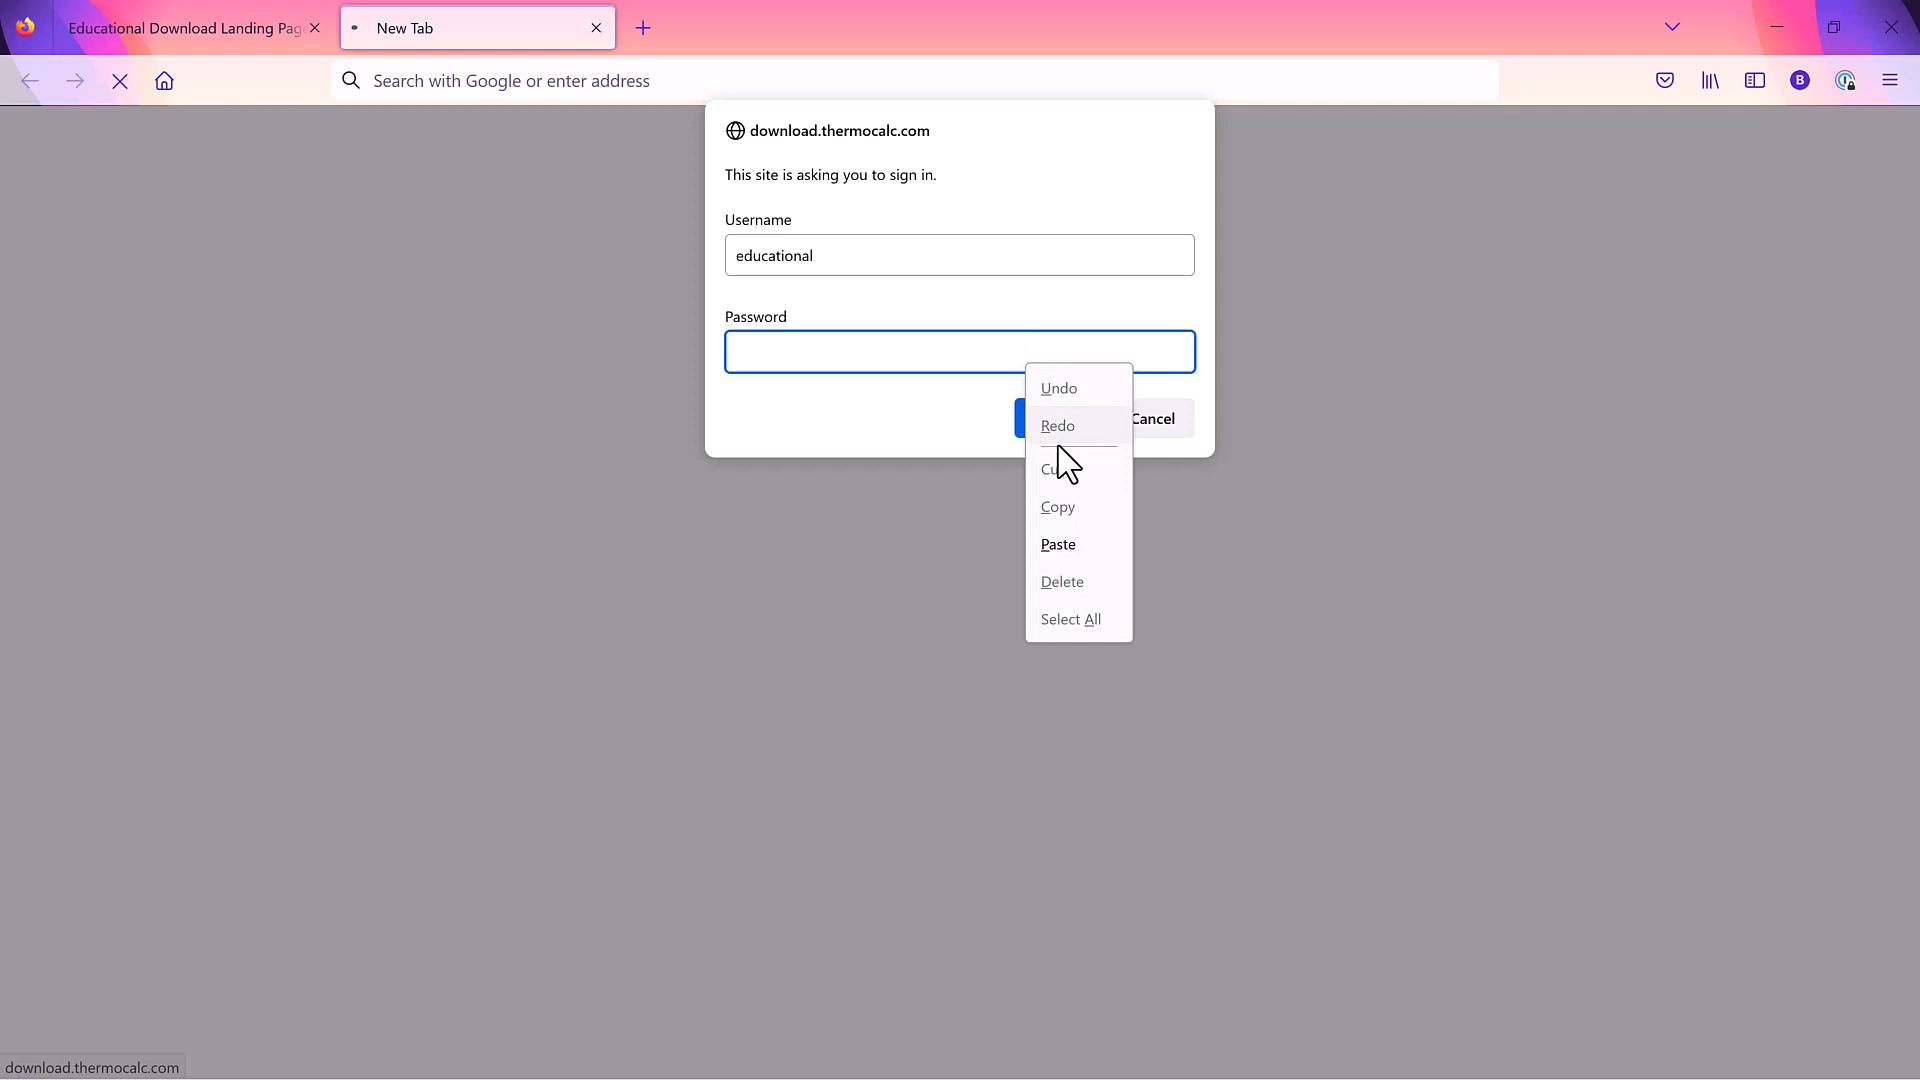 Educational Download Landing Page
New Tab
Search with Google or enter address
B
download.thermocalc.com
This site is asking you to sign in.
Username
educational
Password
Undo
Redo
Cancel
Copy
Paste
Delete
Select All
download.thermocalc.com